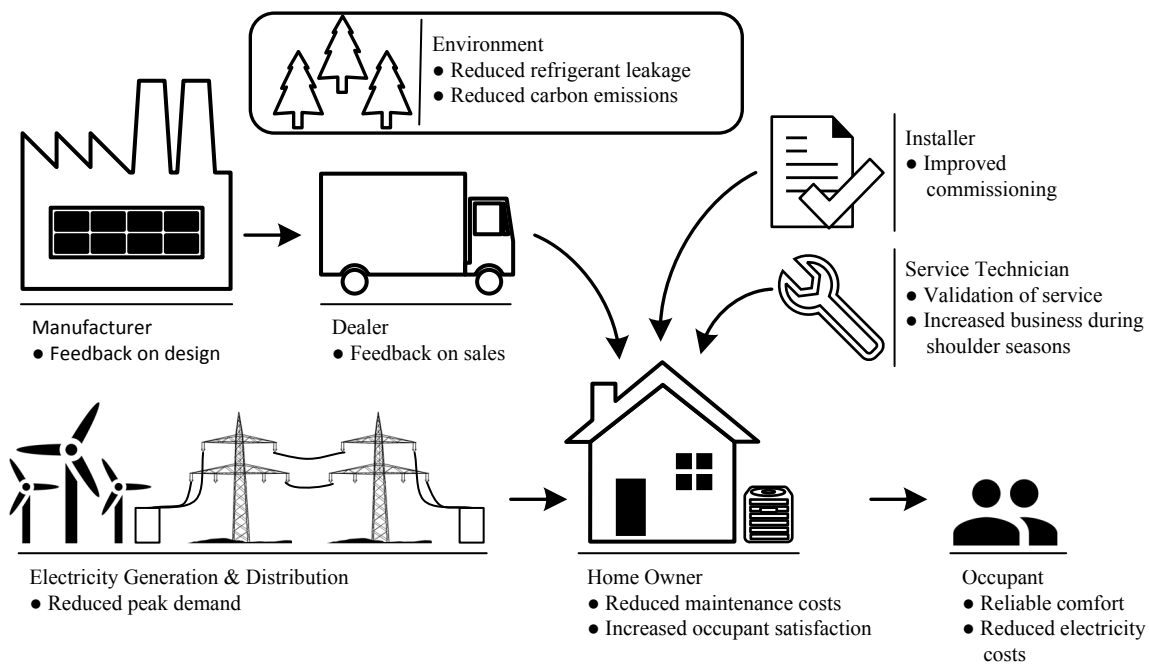 Environment
● Reduced refrigerant leakage
● Reduced carbon emissions
Installer
● Improved
commissioning
Service Technician
● Validation of service
● Increased business during
shoulder seasons
Manufacturer
● Feedback on design
Dealer
● Feedback on sales
Electricity Generation & Distribution
● Reduced peak demand
Home Owner
● Reduced maintenance costs
● Increased occupant satisfaction
Occupant
● Reliable comfort
● Reduced electricity
costs